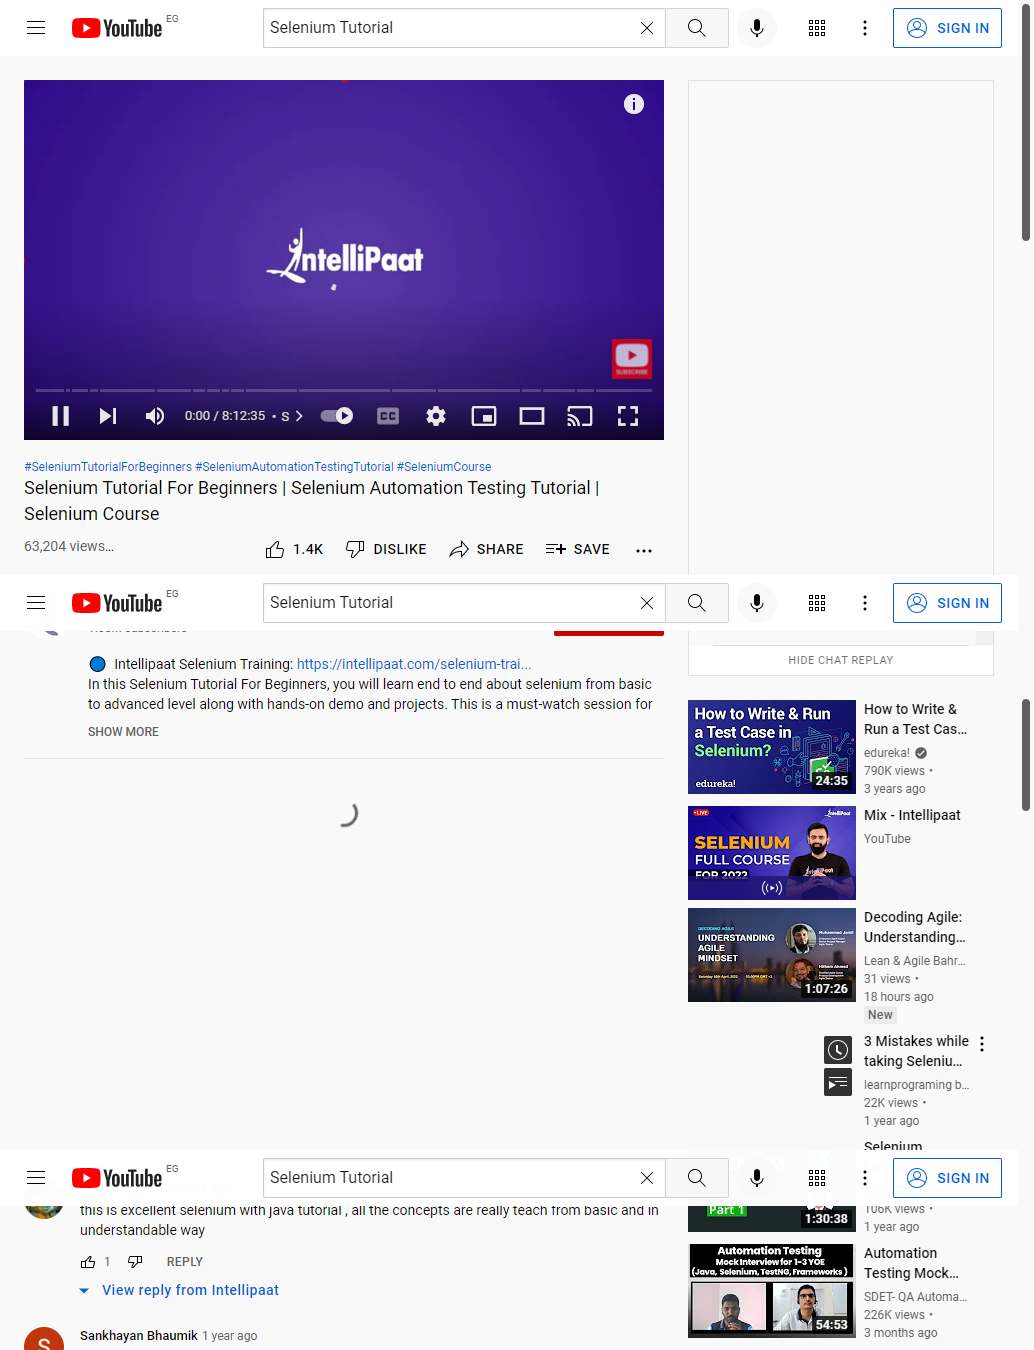 YouTube EG
Selenium Tutorial
SIGN IN
IntelliPaat
SUBSCRIBE
0:00 / 8:12:35 • S
CC
#SeleniumTutorialForBeginners #SeleniumAutomationTestingTutorial #SeleniumCourse
Selenium Tutorial For Beginners | Selenium Automation Testing Tutorial |
Selenium Course
63,204 views...
1.4K
DISLIKE
SHARE
SAVE
YouTube EG
Selenium Tutorial
SIGN IN
Intellipaat Selenium Training: https://intellipaat.com/selenium-trai...
In this Selenium Tutorial For Beginners, you will learn end to end about selenium from basic
to advanced level along with hands-on demo and projects. This is a must-watch session for
SHOW MORE
HIDE CHAT REPLAY
How to Write & Run
a Test Case in
Selenium?
edureka!
24:35
How to Write &
Run a Test Cas...
edureka!
790K views •
3 years ago
LIVE
IntelliPaat
SELENIUM
FULL COURSE
FOR 2022
Mix - Intellipaat
YouTube
DECODING AGILE
UNDERSTANDING
AGILE
MINDSET
Muhammad Jamil
Hitham Ahmed
1:07:26
Decoding Agile:
Understanding...
Lean & Agile Bahr...
31 views •
18 hours ago
New
3 Mistakes while
taking Seleniu...
learnprograming b...
22K views •
1 year ago
Selenium
YouTube EG
Selenium Tutorial
SIGN IN
this is excellent selenium with java tutorial , all the concepts are really teach from basic and in
understandable way
1
REPLY
View reply from Intellipaat
S
Sankhayan Bhaumik 1 year ago
Part 1
1:30:38
106K views •
1 year ago
Automation Testing
Mock Interview for 1-3 YOE
(Java, Selenium, TestNG, Frameworks )
54:53
Automation
Testing Mock...
SDET- QA Automa...
226K views •
3 months ago